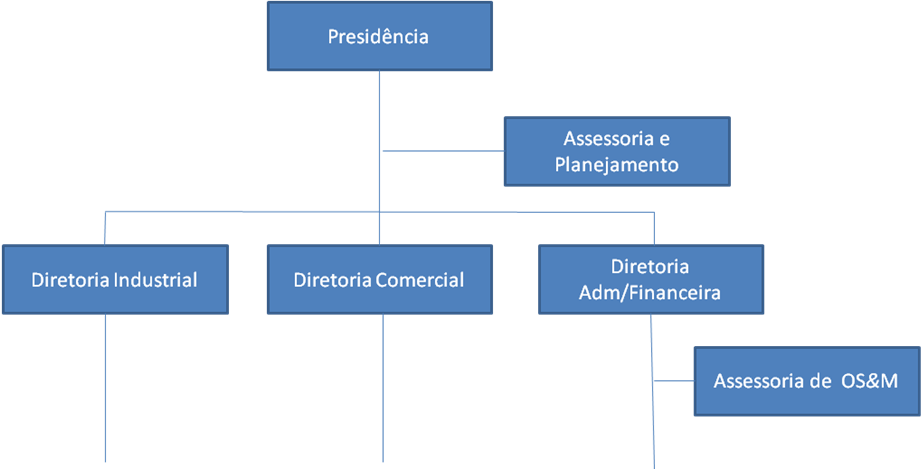 Presidência
Assessoria e
Planejamento
Diretoria Industrial
Diretoria Comercial
Diretoria
Adm/Financeira
Assessoria de OS&M